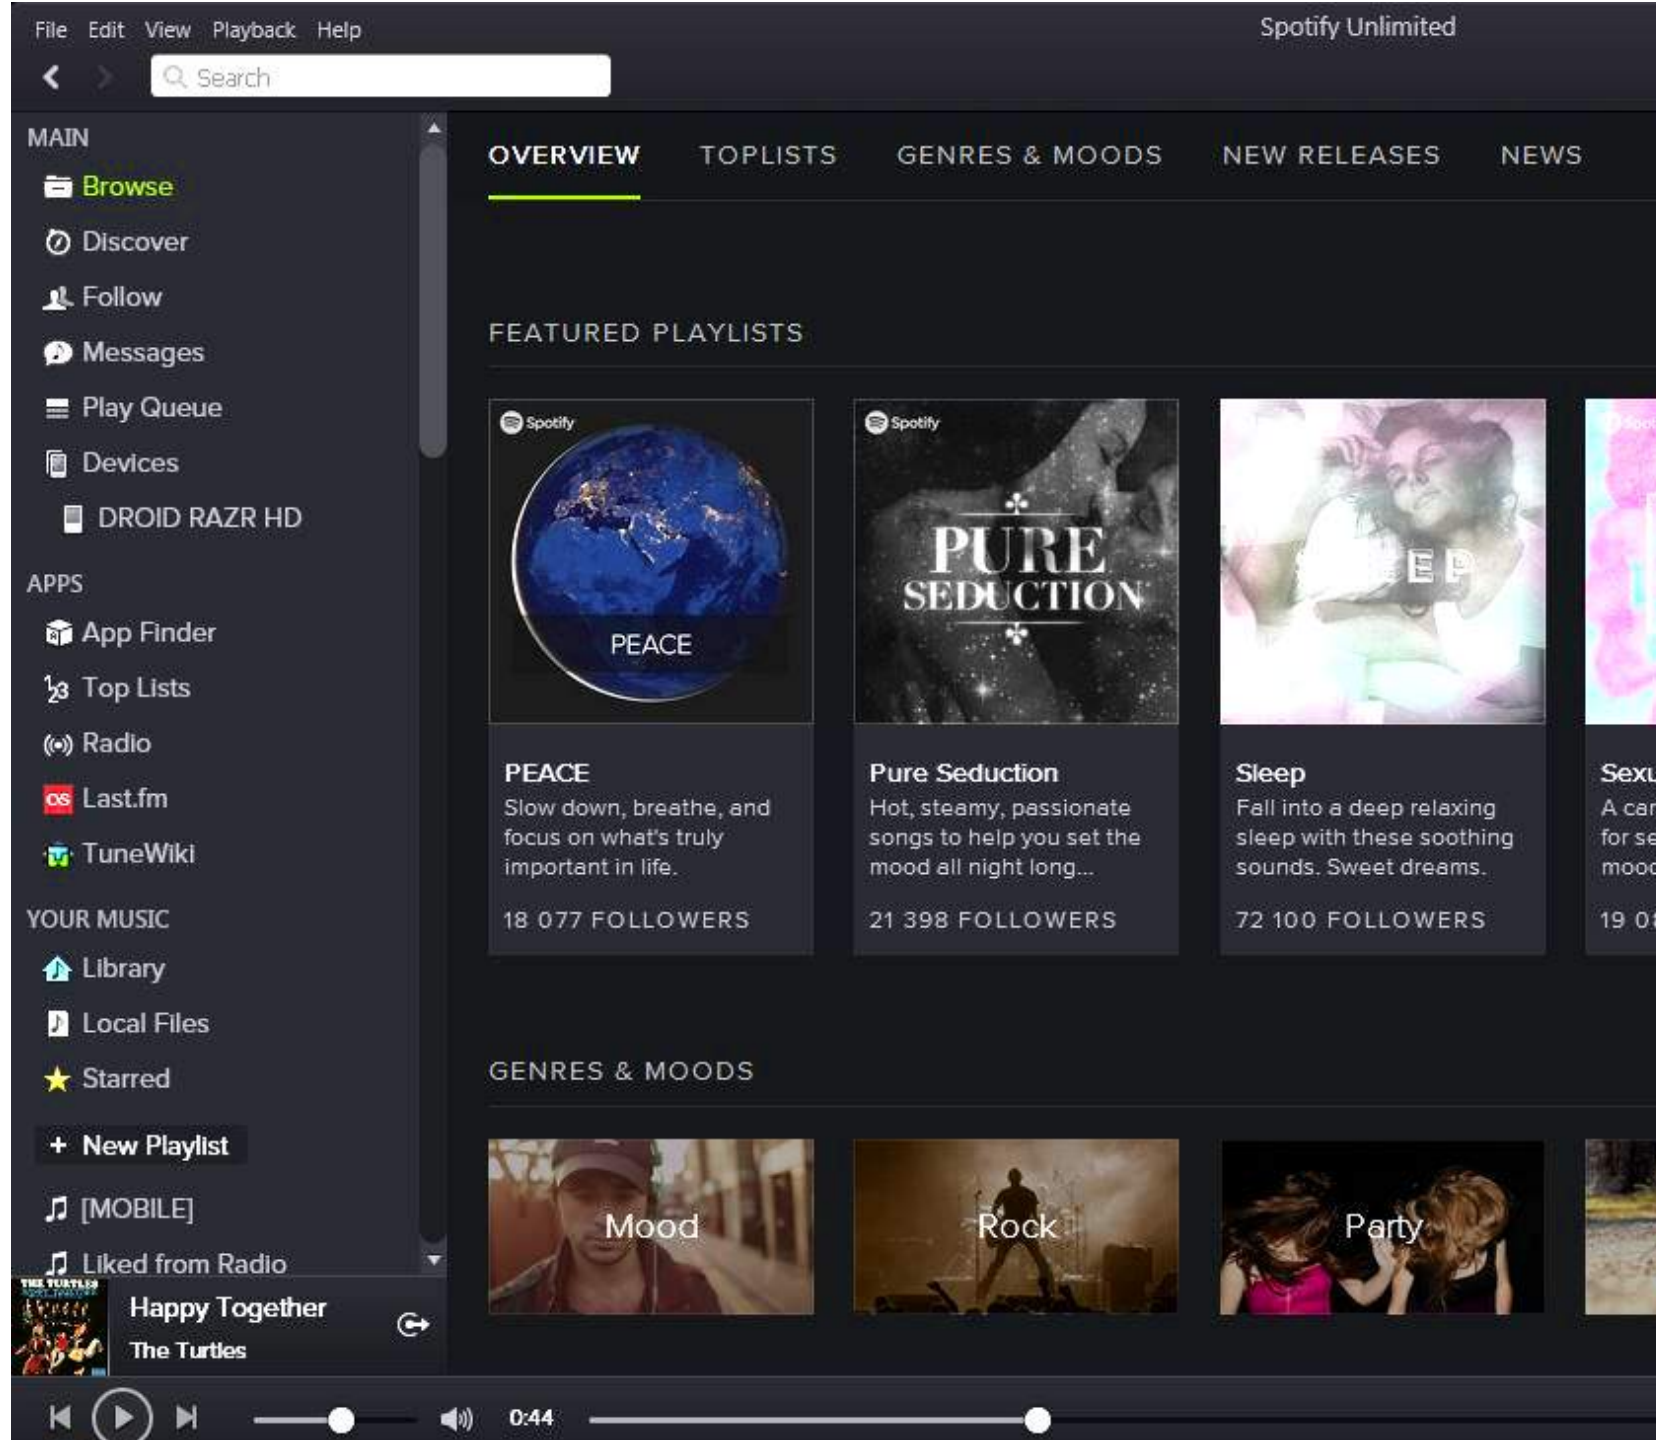 File Edit View Playback Help
Spotify Unlimited
Search
MAIN
Browse
Discover
Follow
Messages
Play Queue
Devices
DROID RAZR HD
APPS
App Finder
Top Lists
Radio
Last.fm
TuneWiki
YOUR MUSIC
Library
Local Files
Starred
+ New Playlist
[MOBILE]
Liked from Radio
THE TURTLES
Happy Together
The Turtles
0:44
OVERVIEW TOPLISTS GENRES & MOODS NEW RELEASES NEWS
FEATURED PLAYLISTS
Spotify
PEACE
PEACE
Slow down, breathe, and
focus on what's truly
important in life.
18 077 FOLLOWERS
Spotify
PURE
SEDUCTION
Pure Seduction
Hot, steamy, passionate
songs to help you set the
mood all night long...
21 398 FOLLOWERS
Sleep
Fall into a deep relaxing
sleep with these soothing
sounds. Sweet dreams.
72 100 FOLLOWERS
GENRES & MOODS
Mood
Rock
Party